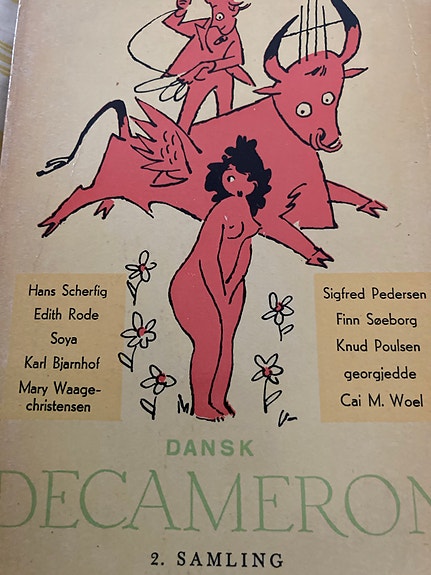 Hans Scherfig
Edith Rode
Soya
Karl Bjarnhof
Mary Waage-
christensen
Sigfred Pedersen
Finn Søeborg
Knud Poulsen
georgjedde
Cai M. Woel
DANSK
DECAMERON
2. SAMLING